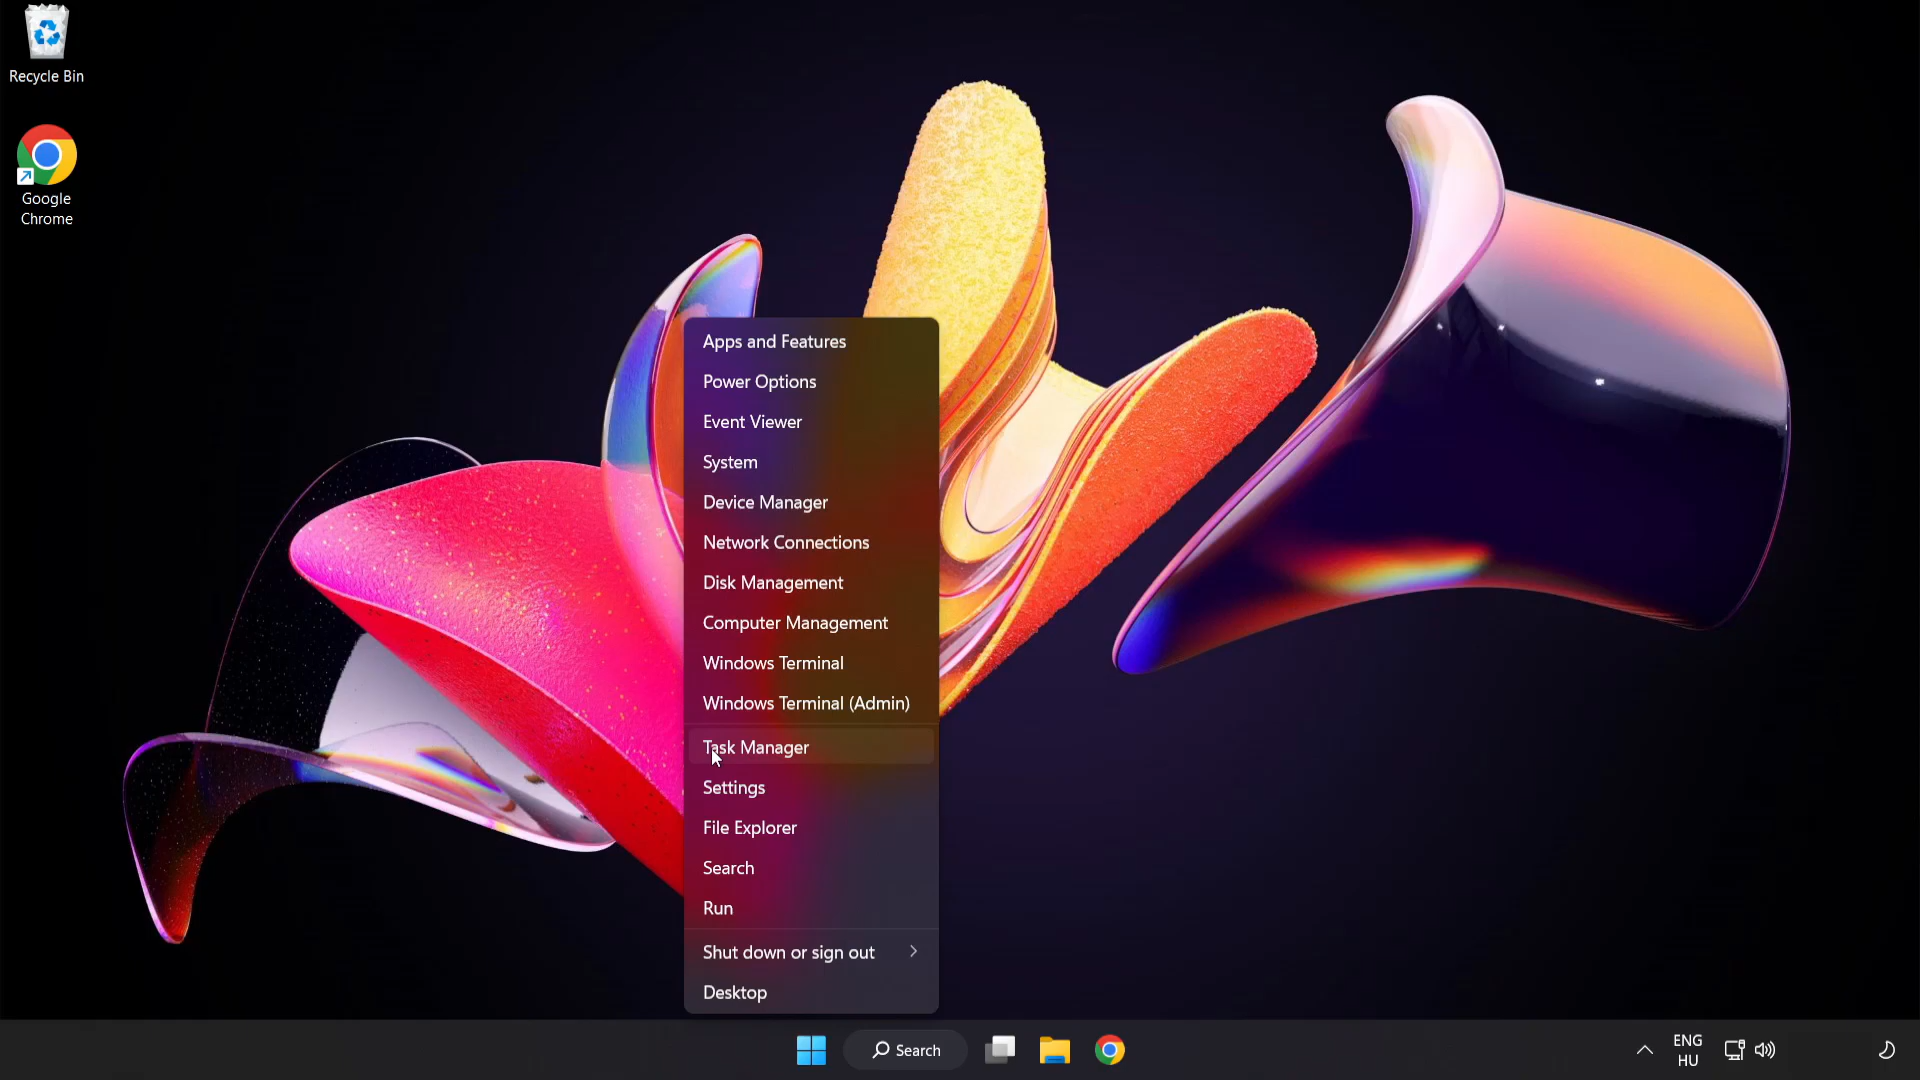 Recycle Bin
Google
Chrome
Apps and Features
Power Options
Event Viewer
System
Device Manager
Network Connections
Disk Management
Computer Management
Windows Terminal
Windows Terminal (Admin)
Task Manager
Settings
File Explorer
Search
Run
Shut down or sign out
Desktop
Search
ENG
HU